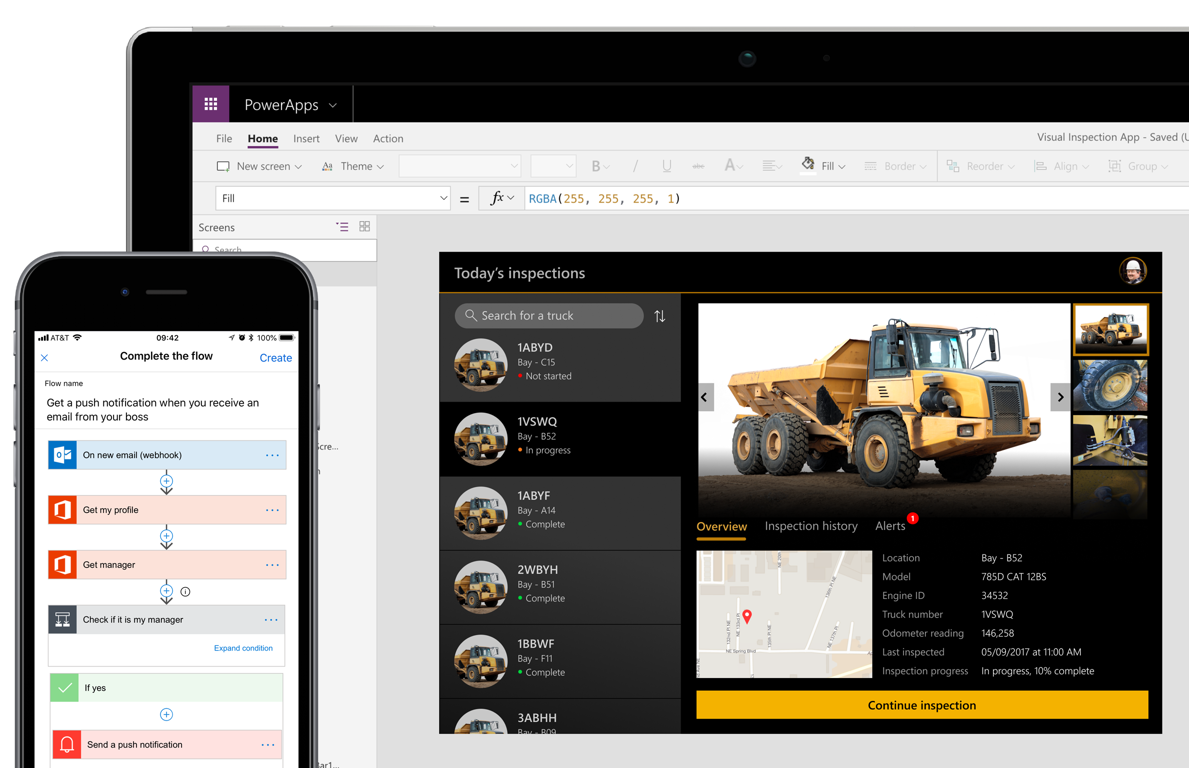 PowerApps
File Home Insert View Action
Visual Inspection App - Saved (U
New screen Theme B / U abc A Fill Border Reorder Align Group
Fill = fx RGBA(255, 255, 255, 1)
Screens
Search
Today's inspections
Search for a truck
1ABYD
Bay - C15
Not started
1VSWQ
Bay - B52
In progress
1ABYF
Bay - A14
Complete
2WBYH
Bay - B51
Complete
1BBWF
Bay - F11
Complete
3ABHH
Bay - B09
Overview Inspection history Alerts 1
NE Spring Blvd
Location Bay - B52
Model 785D CAT 12BS
Engine ID 34532
Truck number 1VSWQ
Odometer reading 146,258
Last inspected 05/09/2017 at 11:00 AM
Inspection progress In progress, 10% complete
Continue inspection
AT&T 09:42 100%
Complete the flow Create
Flow name
Get a push notification when you receive an
email from your boss
On new email (webhook)
Get my profile
Get manager
Check if it is my manager
Expand condition
If yes
Send a push notification
cre...
lar1...